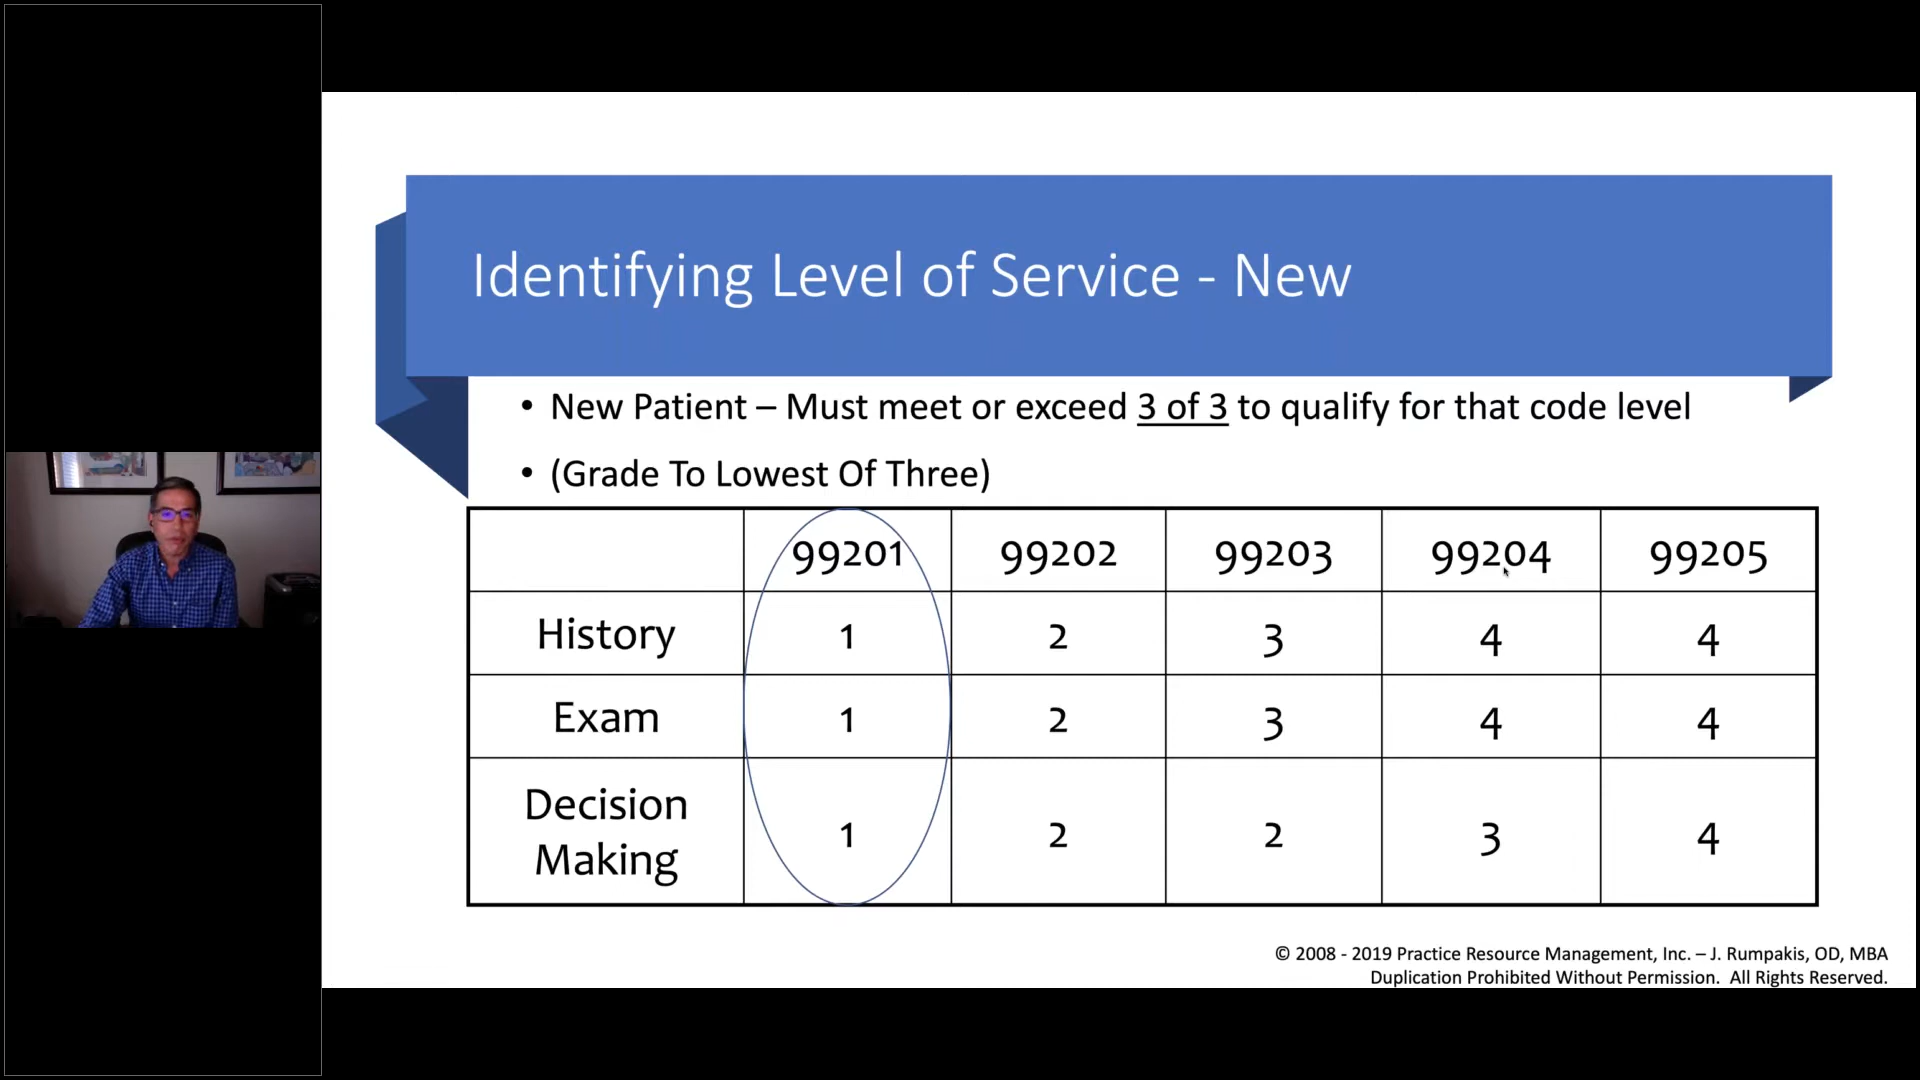 Identifying Level of Service - New
• New Patient – Must meet or exceed 3 of 3 to qualify for that code level
• (Grade To Lowest Of Three)
99201 99202 99203 99204 99205
History 1 2 3 4 4
Exam 1 2 3 4 4
Decision
Making 1 2 2 3 4
© 2008 - 2019 Practice Resource Management, Inc. – J. Rumpakis, OD, MBA
Duplication Prohibited Without Permission. All Rights Reserved.